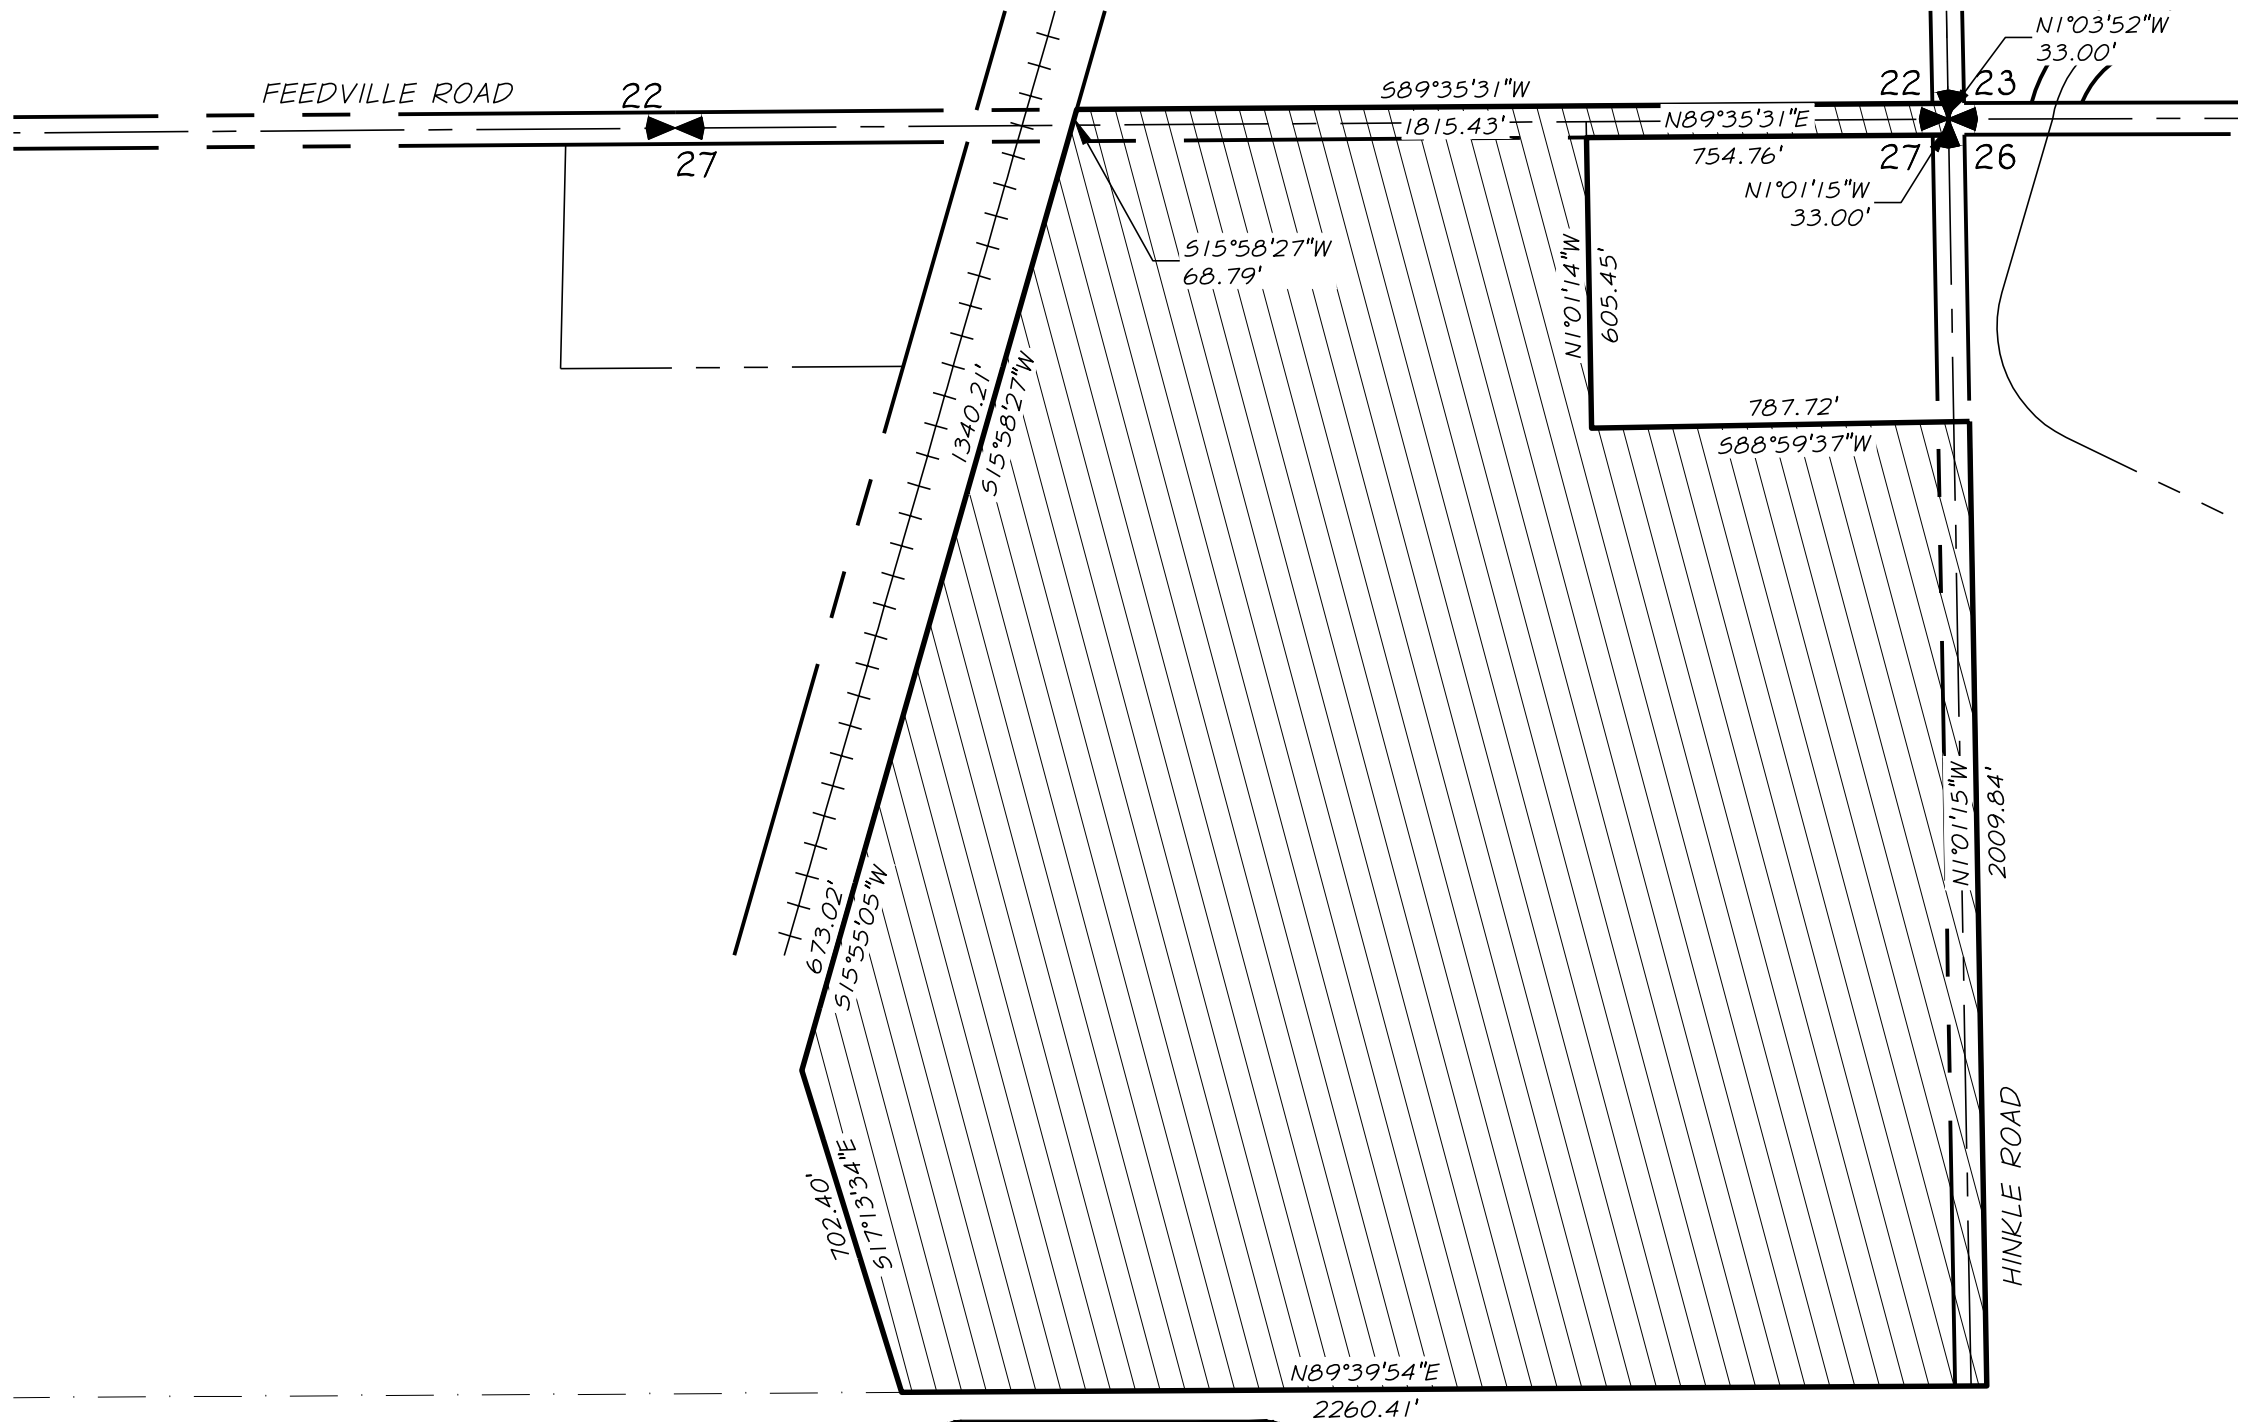 N1°03'52"W
33.00'
FEEDVILLE ROAD
22
S89°35'31"W
22
23
1815.43'
N89°35'31"E
27
754.76'
27
26
N1°01'15"W
33.00'
S15°58'27"W
68.79'
N1°01'14"W
605.45'
1340.21'
S15°58'27"W
787.72'
S88°59'37"W
N1°01'15"W
2009.84'
673.02'
S15°55'05"W
HINKLE ROAD
702.40'
S17°13'34"E
N89°39'54"E
2260.41'